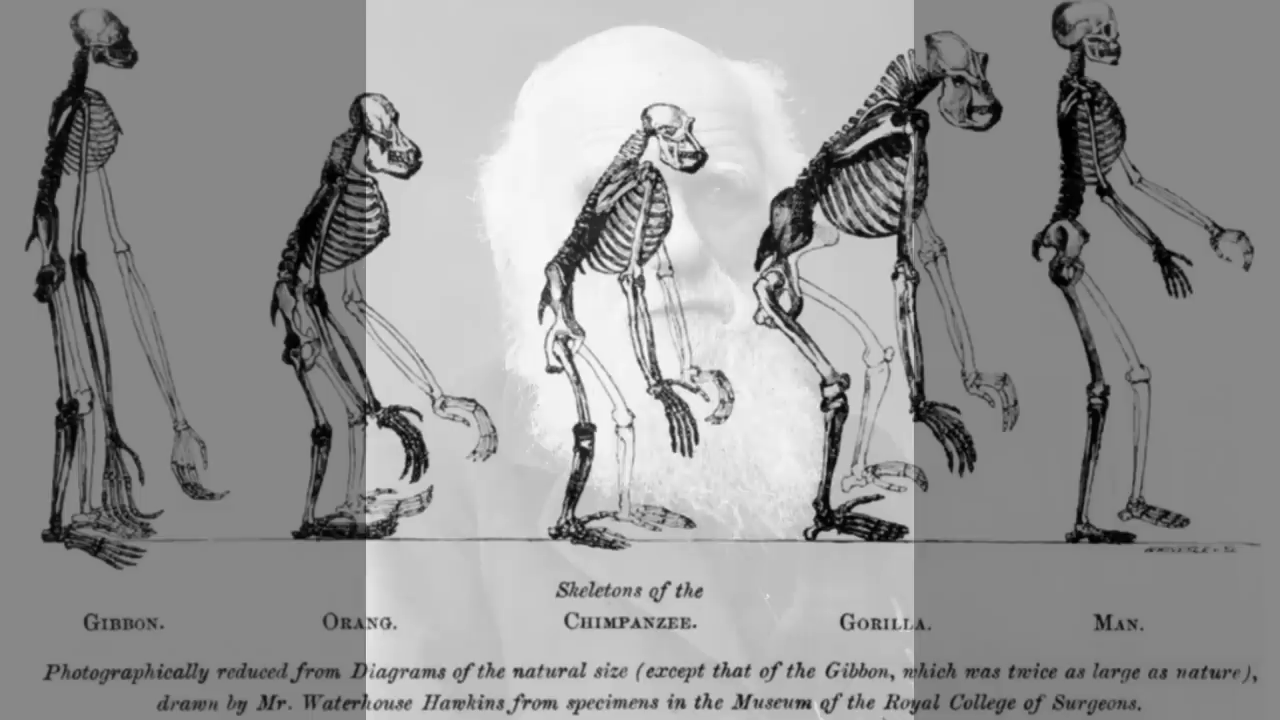 Skeletons of the
GIBBON. ORANG. CHIMPANZEE. GORILLA. MAN.
Photographically reduced from Diagrams of the natural size (except that of the Gibbon, which was twice as large as nature),
drawn by Mr. Waterhouse Hawkins from specimens in the Museum of the Royal College of Surgeons.